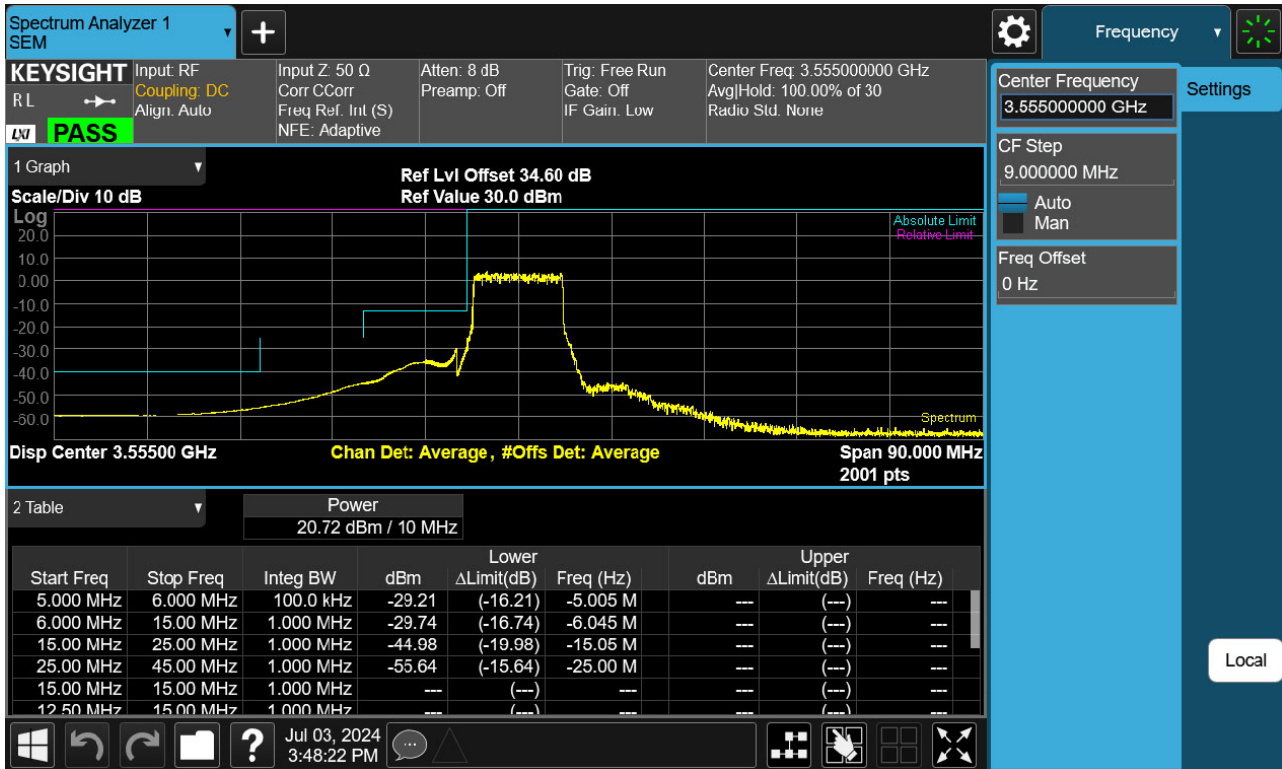 Spectrum Analyzer 1
SEM
+
Frequency
KEYSIGHT
Input: RF
Input Z: 50 Ω
Atten: 8 dB
Trig: Free Run
Center Freq: 3.555000000 GHz
Coupling: DC
Corr CCorr
Preamp: Off
Gate: Off
Avg|Hold: 100.00% of 30
R L
Align: Auto
Freq Ref: Int (S)
IF Gain: Low
Radio Std: None
NFE: Adaptive
LXI
PASS
Center Frequency
3.555000000 GHz
Settings
CF Step
9.000000 MHz
Auto
Man
Freq Offset
0 Hz
Local
1 Graph
Ref Lvl Offset 34.60 dB
Scale/Div 10 dB
Ref Value 30.0 dBm
Log
Absolute Limit
Relative Limit
20.0
10.0
0.00
-10.0
-20.0
-30.0
-40.0
-50.0
-60.0
Spectrum
Disp Center 3.55500 GHz
Chan Det: Average , #Offs Det: Average
Span 90.000 MHz
2001 pts
2 Table
Power
20.72 dBm / 10 MHz
Lower Upper
Start Freq Stop Freq Integ BW dBm ΔLimit(dB) Freq (Hz) dBm ΔLimit(dB) Freq (Hz)
5.000 MHz 6.000 MHz 100.0 kHz -29.21 (-16.21) -5.005 M --- (---) ---
6.000 MHz 15.00 MHz 1.000 MHz -29.74 (-16.74) -6.045 M --- (---) ---
15.00 MHz 25.00 MHz 1.000 MHz -44.98 (-19.98) -15.05 M --- (---) ---
25.00 MHz 45.00 MHz 1.000 MHz -55.64 (-15.64) -25.00 M --- (---) ---
15.00 MHz 15.00 MHz 1.000 MHz --- (---) --- --- (---) ---
12.50 MHz 15.00 MHz 1.000 MHz --- (---) --- --- (---) ---
?
Jul 03, 2024
3:48:22 PM